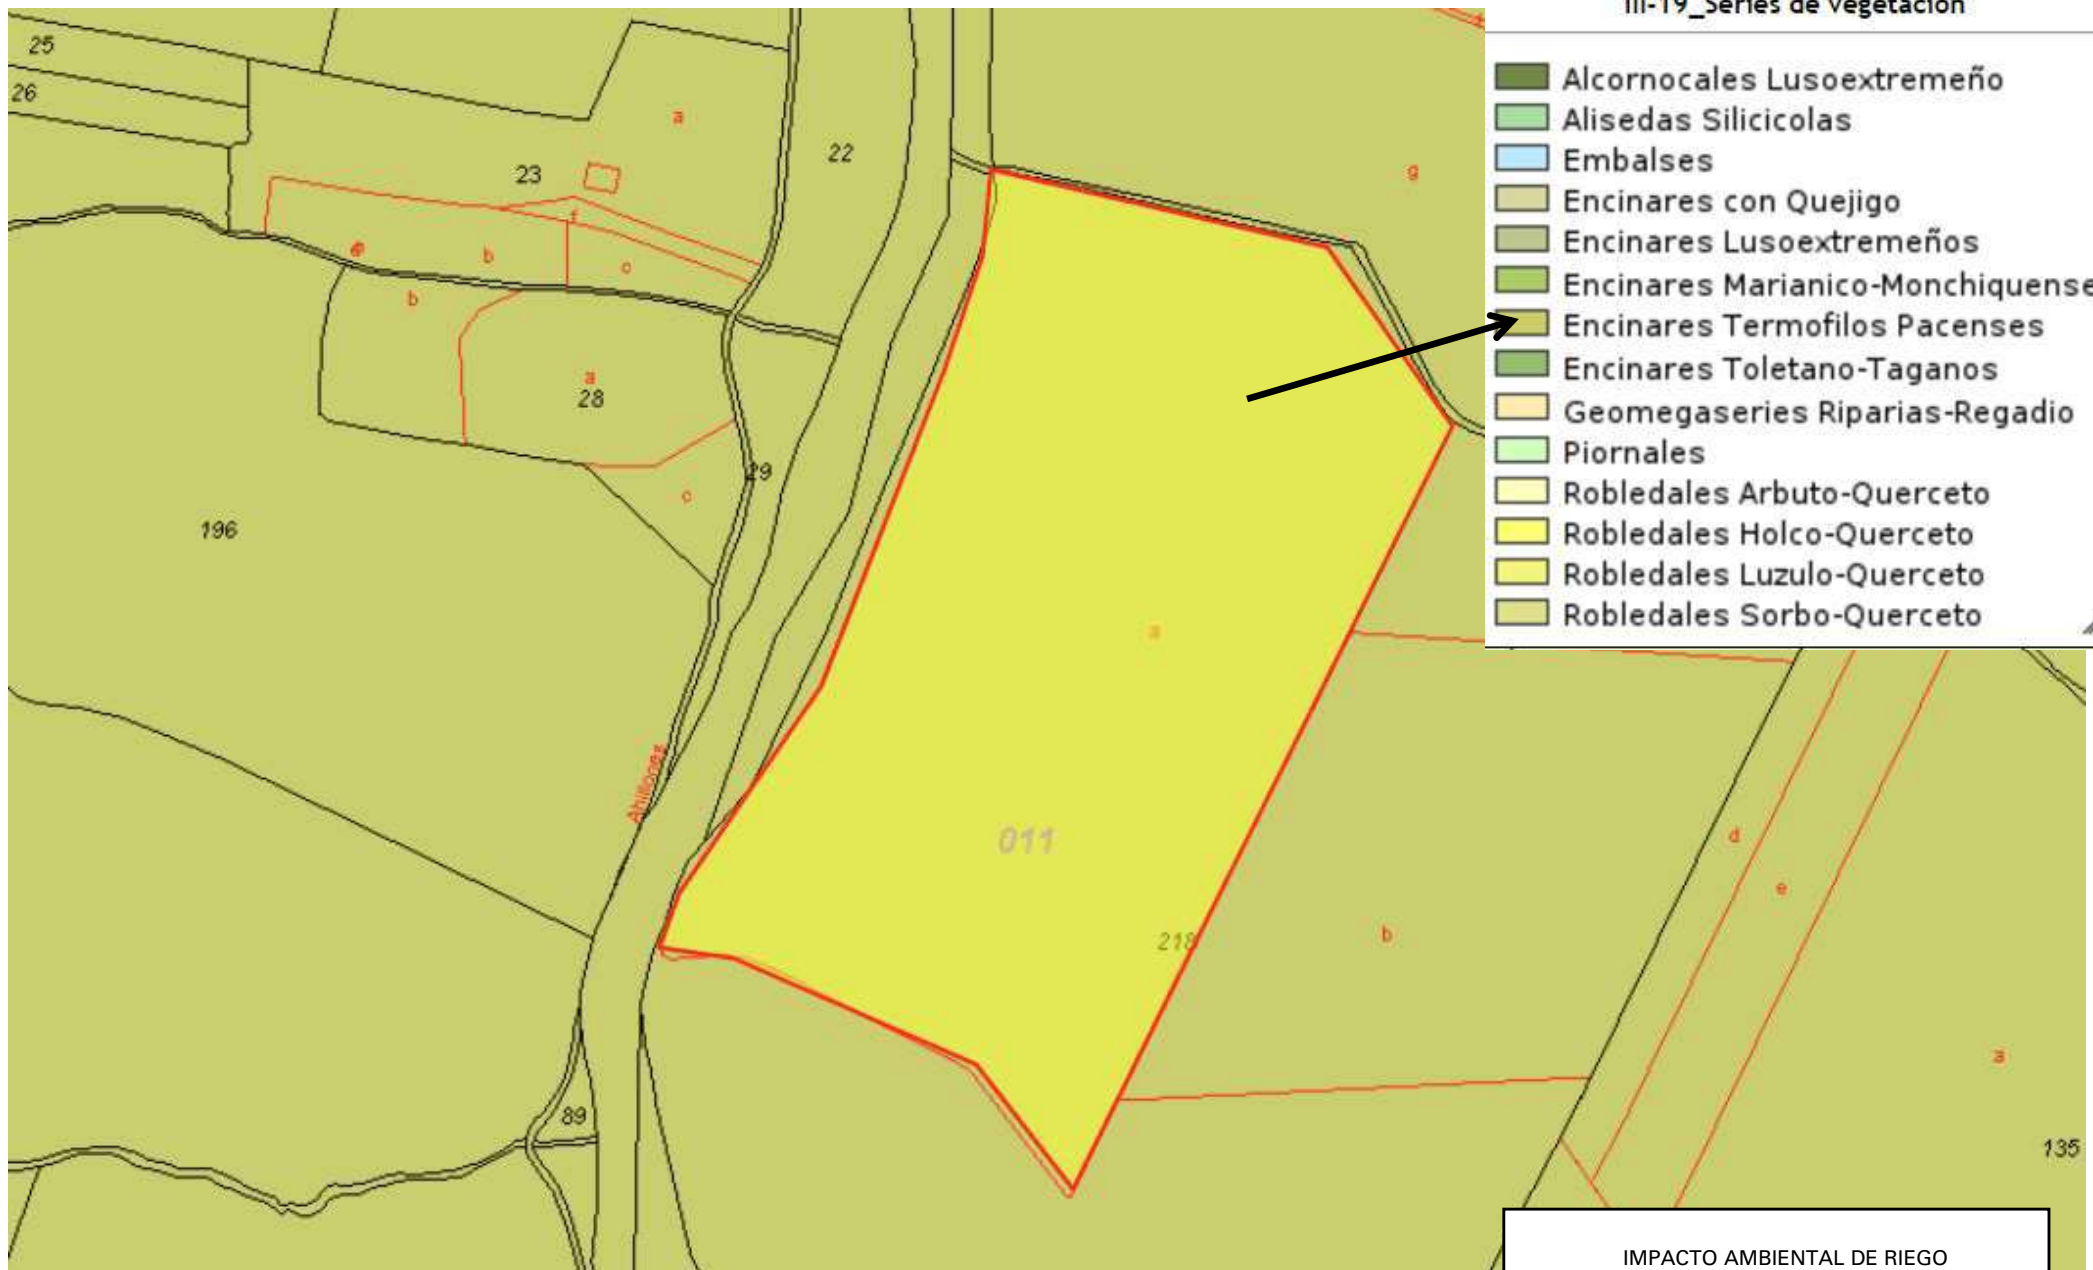 III-19_Series de vegetación
Alcornocales Lusoextremeño
Alisedas Silicicolas
Embalses
Encinares con Quejigo
Encinares Lusoextremeños
Encinares Marianico-Monchiquense
Encinares Termofilos Pacenses
Encinares Toletano-Taganos
Geomegaseries Riparias-Regadio
Piornales
Robledales Arbuto-Querceto
Robledales Holco-Querceto
Robledales Luzulo-Querceto
Robledales Sorbo-Querceto
25
26
a
22
23
g
f
e
b
c
b
a
28
29
c
196
a
Ahillones
011
d
e
218
b
a
89
135
IMPACTO AMBIENTAL DE RIEGO